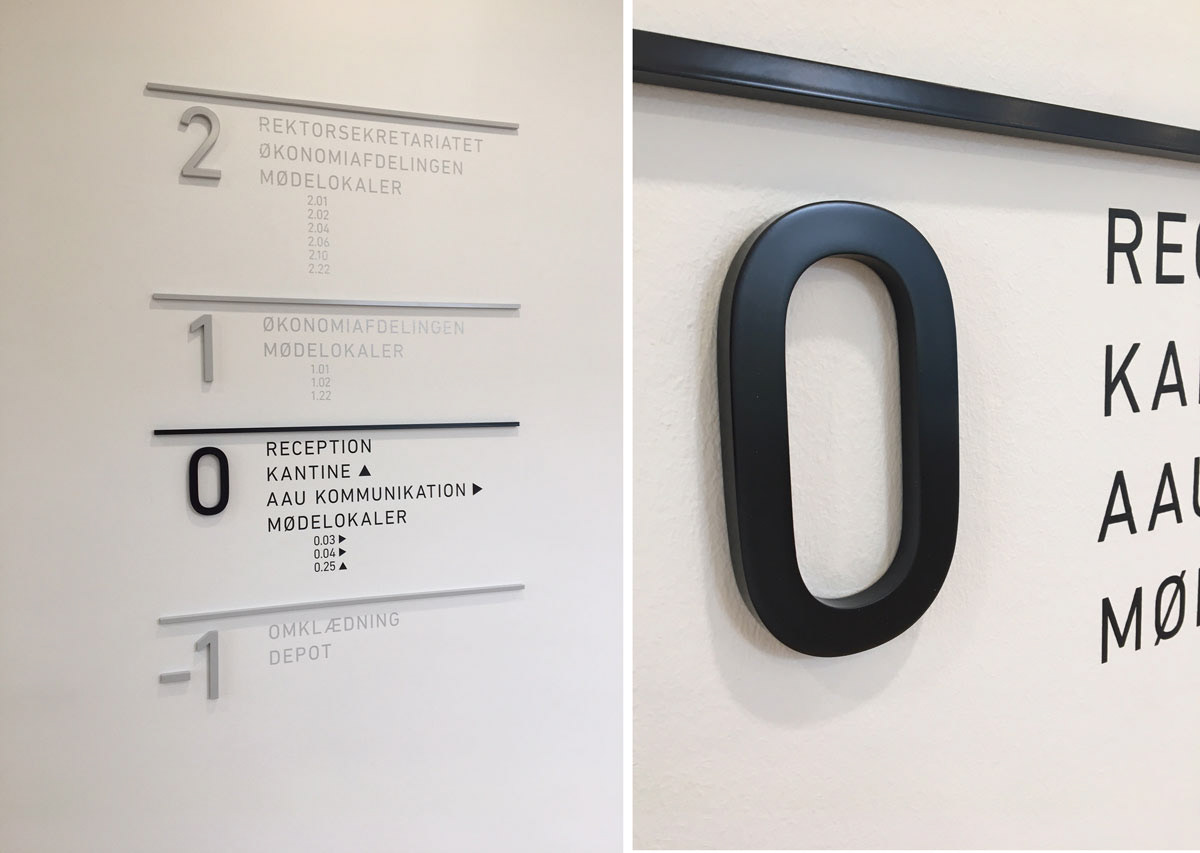 2
REKTORSEKRETARIATET
ØKONOMIAFDELINGEN
MØDELOKALER
2.01
2.02
2.04
2.06
2.10
2.22
1
ØKONOMIAFDELINGEN
MØDELOKALER
1.01
1.02
1.22
0
RECEPTION
KANTINE ▲
AAU KOMMUNIKATION ▶
MØDELOKALER
0.03 ▶
0.04 ▶
0.25 ▲
-1
OMKLÆDNING
DEPOT
0
REC
KA
AAU
MØ